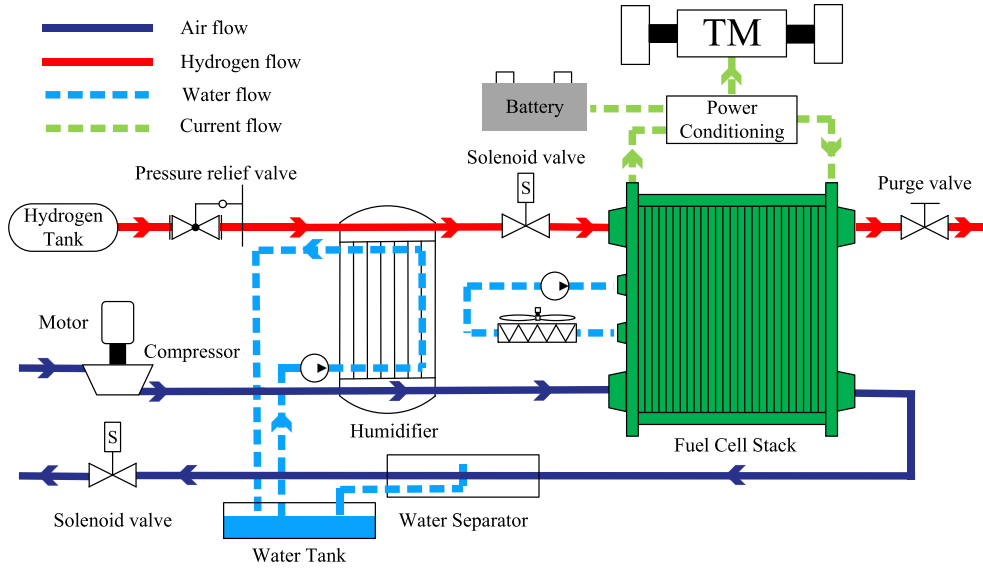 Air flow
Hydrogen flow
Water flow
Current flow
TM
Battery
Power
Conditioning
Solenoid valve
S
Pressure relief valve
Purge valve
Hydrogen
Tank
Motor
Compressor
Humidifier
Fuel Cell Stack
S
Solenoid valve
Water Separator
Water Tank